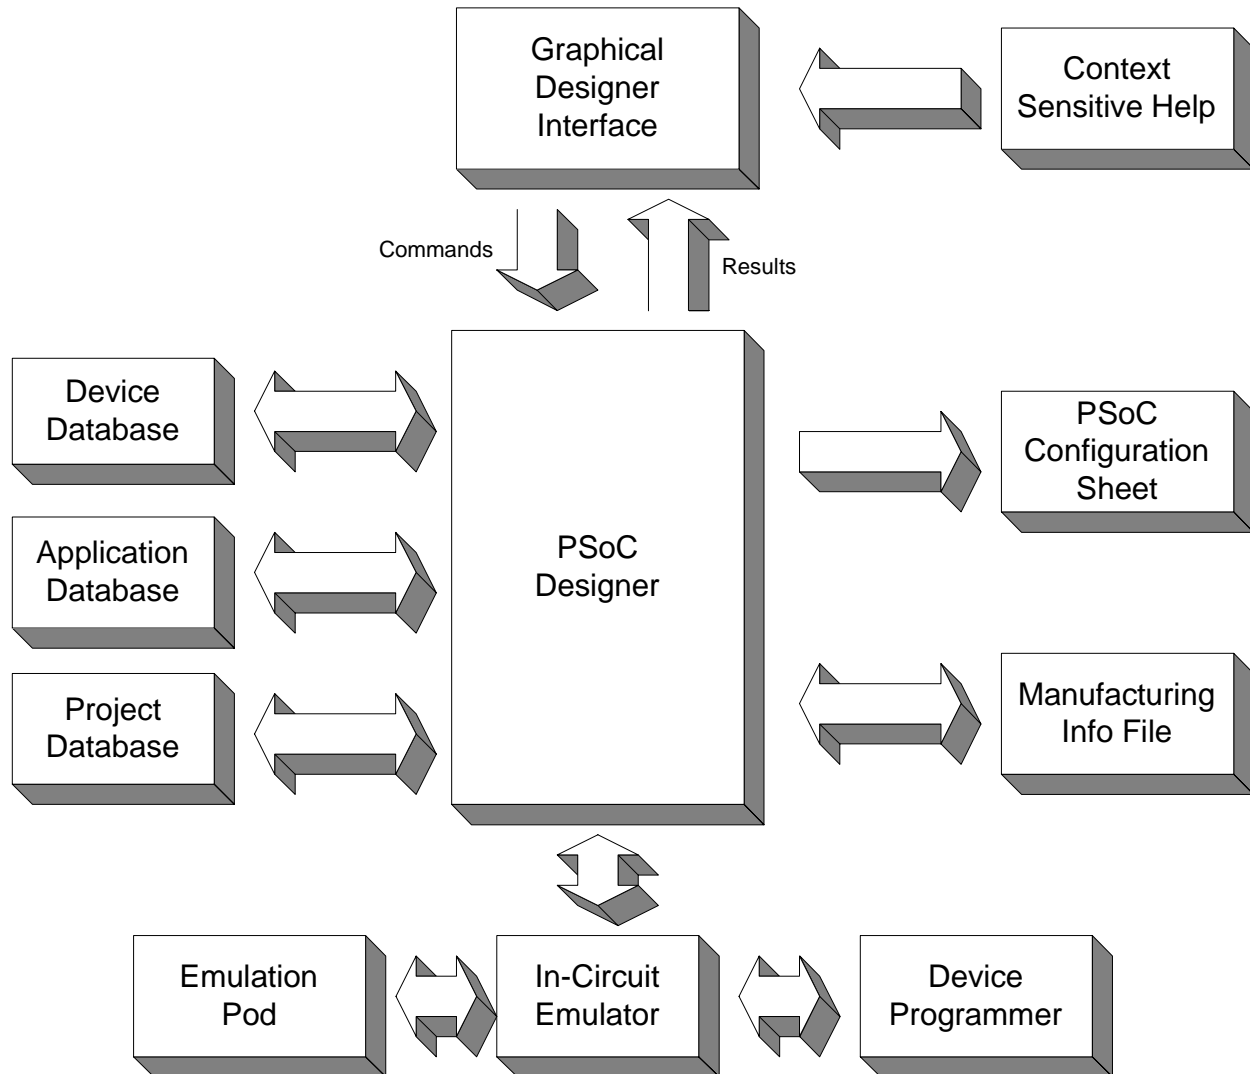 Graphical
Designer
Interface
Context
Sensitive Help
Commands
Results
Device
Database
PSoC
Configuration
Sheet
Application
Database
PSoC
Designer
Project
Database
Manufacturing
Info File
Emulation
Pod
In-Circuit
Emulator
Device
Programmer